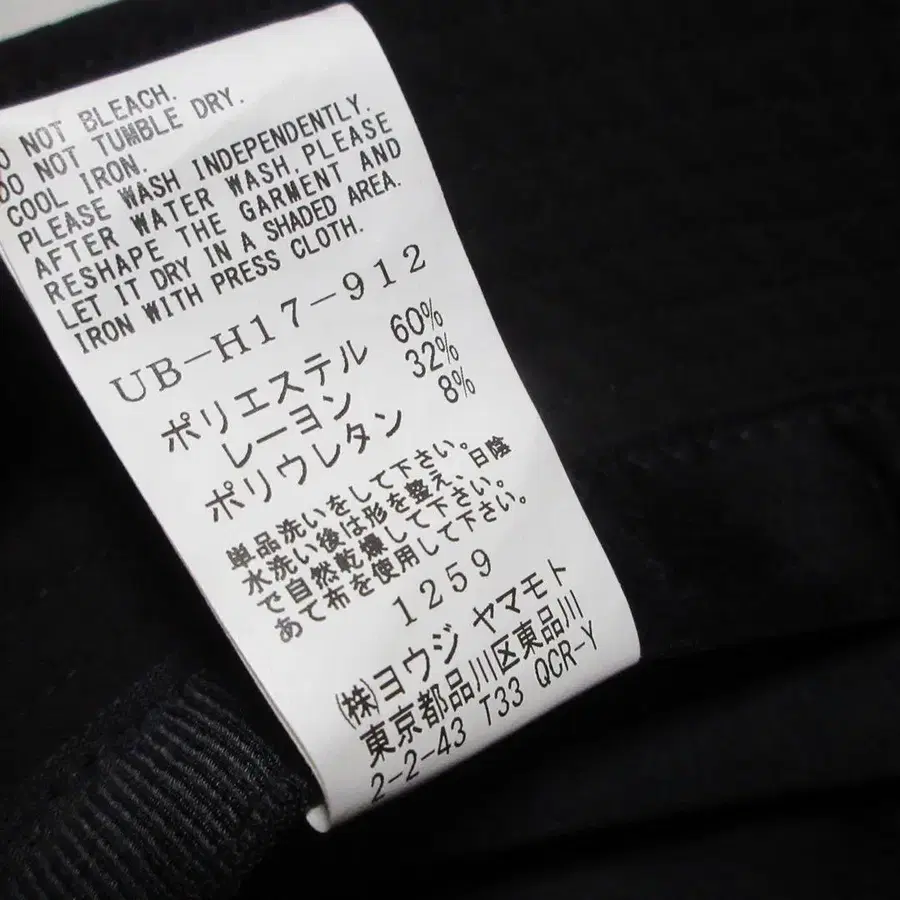 DO NOT BLEACH.
DO NOT TUMBLE DRY.
COOL IRON.
PLEASE WASH INDEPENDENTLY.
AFTER WATER WASH, PLEASE
RESHAPE THE GARMENT AND
LET IT DRY IN A SHADED AREA.
IRON WITH PRESS CLOTH.
UB-H17-912
ポリエステル 60%
レーヨン 32%
ポリウレタン 8%
単品洗いをして下さい。
水洗い後は形を整え、日陰
で自然乾燥して下さい。
あて布を使用して下さい。
1259
(株)ヨウジ ヤマモト
東京都品川区東品川
2-2-43 T33 QCR-Y